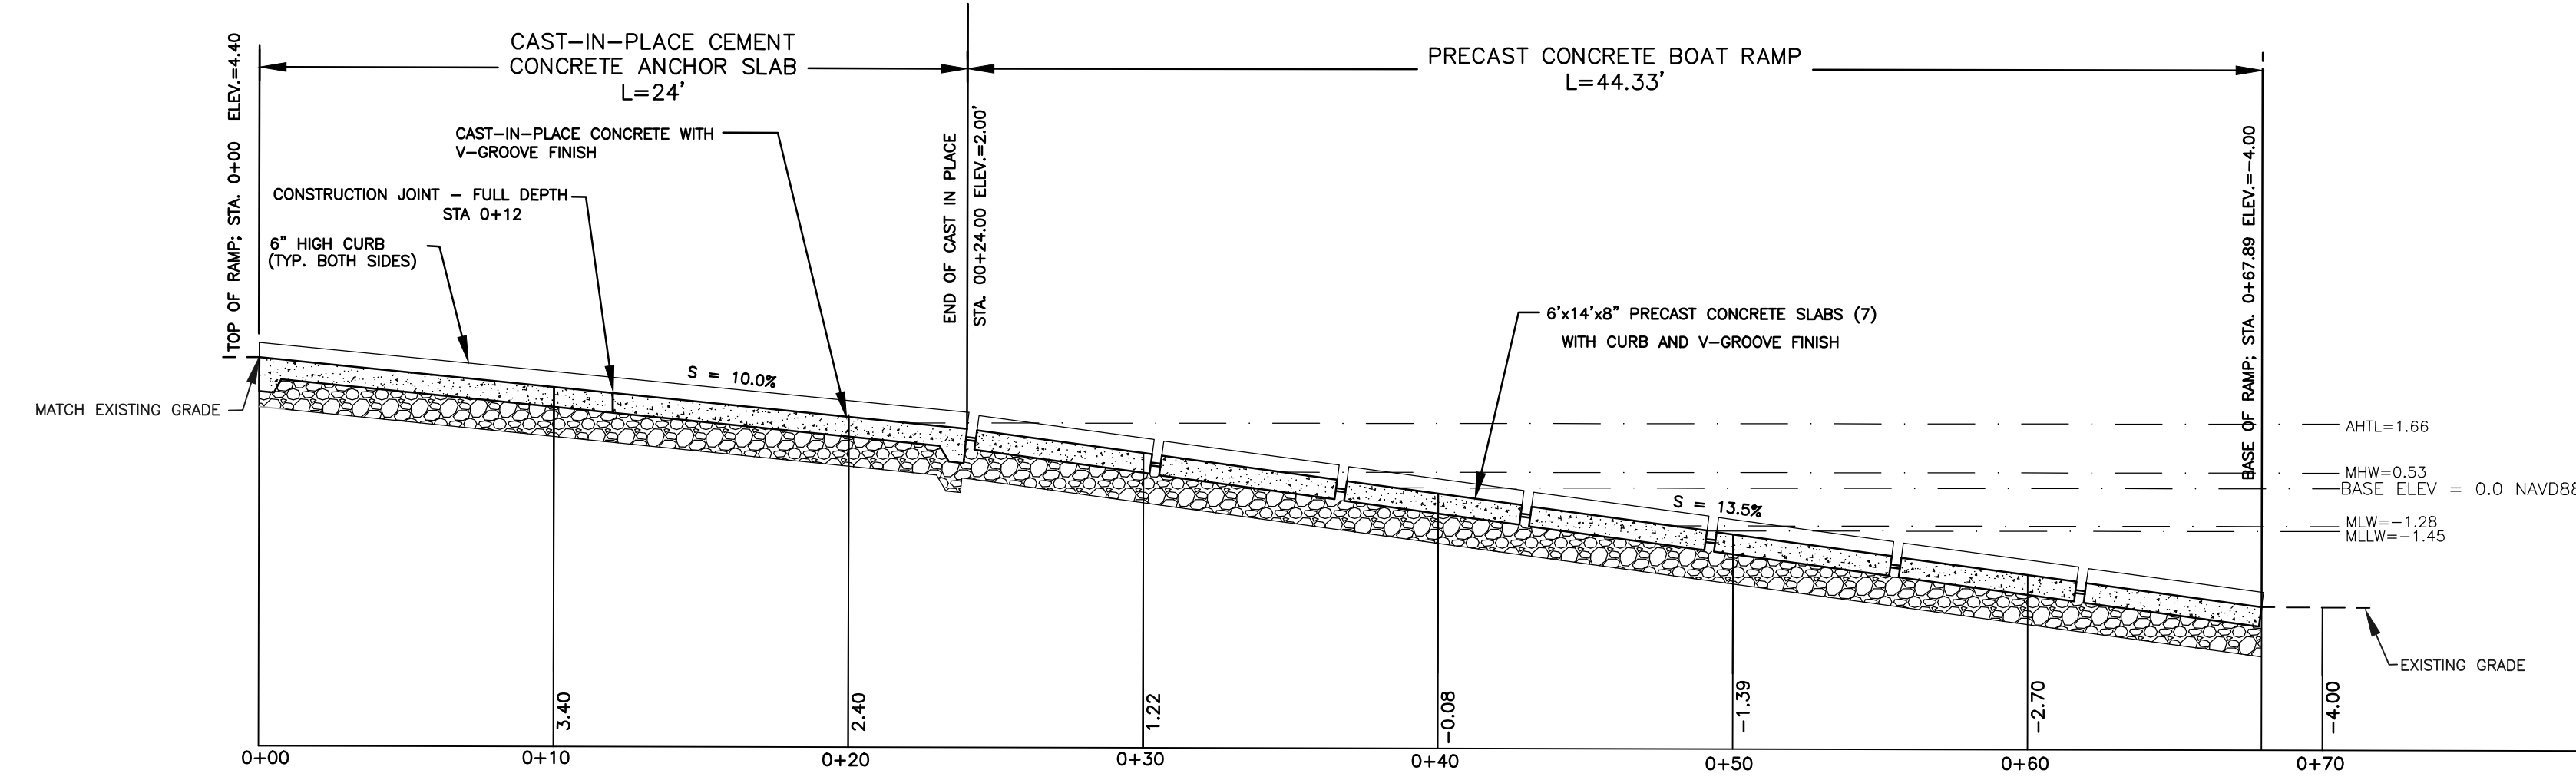 CAST-IN-PLACE CEMENT
CONCRETE ANCHOR SLAB
L=24'
PRECAST CONCRETE BOAT RAMP
L=44.33'
TOP OF RAMP; STA. 0+00 ELEV.=4.40
CAST-IN-PLACE CONCRETE WITH
V-GROOVE FINISH
CONSTRUCTION JOINT - FULL DEPTH
STA 0+12
6" HIGH CURB
(TYP. BOTH SIDES)
END OF CAST IN PLACE
STA. 00+24.00 ELEV.=2.00'
BASE OF RAMP; STA. 0+67.89 ELEV.=-4.00
6'x14'x8" PRECAST CONCRETE SLABS (7)
WITH CURB AND V-GROOVE FINISH
S = 10.0%
MATCH EXISTING GRADE
AHTL=1.66
MHW=0.53
BASE ELEV = 0.0 NAVD88
S = 13.5%
MLW=-1.28
MLLW=-1.45
EXISTING GRADE
3.40
2.40
1.22
-0.08
-1.39
-2.70
-4.00
0+00
0+10
0+20
0+30
0+40
0+50
0+60
0+70